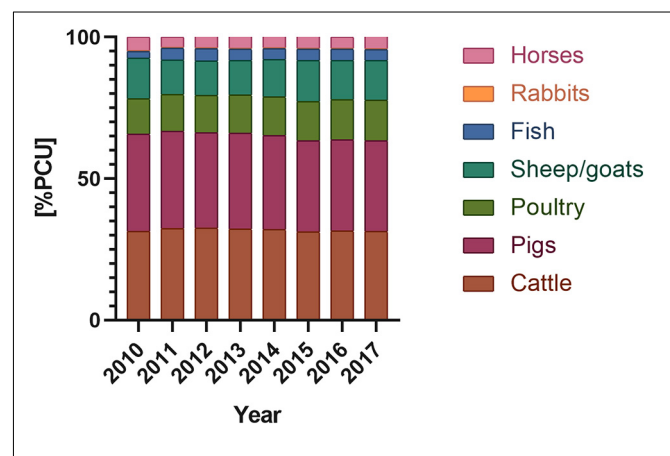 100
50
0
[%PCU]
2010
2011
2012
2013
2014
2015
2016
2017
Year
Horses
Rabbits
Fish
Sheep/goats
Poultry
Pigs
Cattle